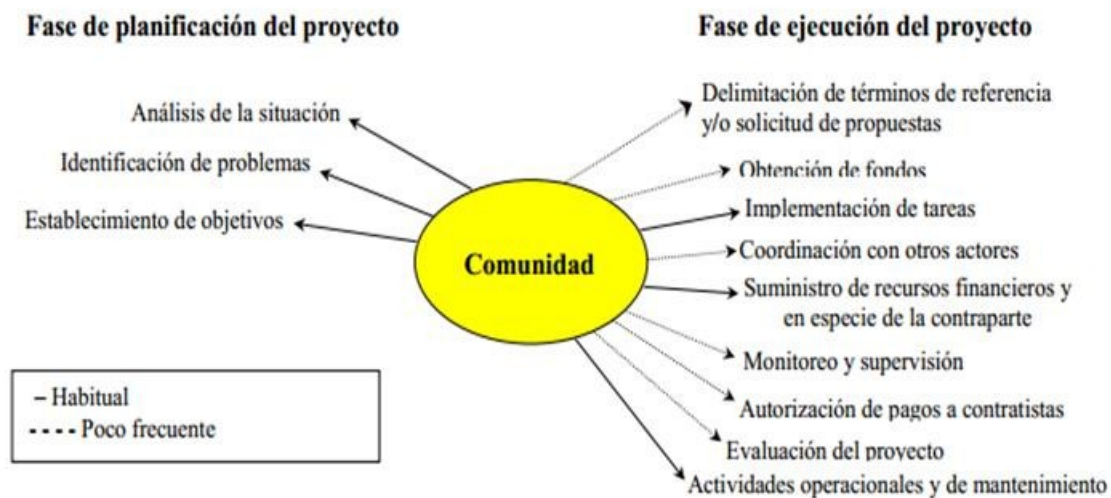 Fase de planificación del proyecto
Análisis de la situación
Identificación de problemas
Establecimiento de objetivos
Comunidad
Fase de ejecución del proyecto
Delimitación de términos de referencia
y/o solicitud de propuestas
Obtención de fondos
Implementación de tareas
Coordinación con otros actores
Suministro de recursos financieros y
en especie de la contraparte
Monitoreo y supervisión
Autorización de pagos a contratistas
Evaluación del proyecto
Actividades operacionales y de mantenimiento
– Habitual
---- Poco frecuente